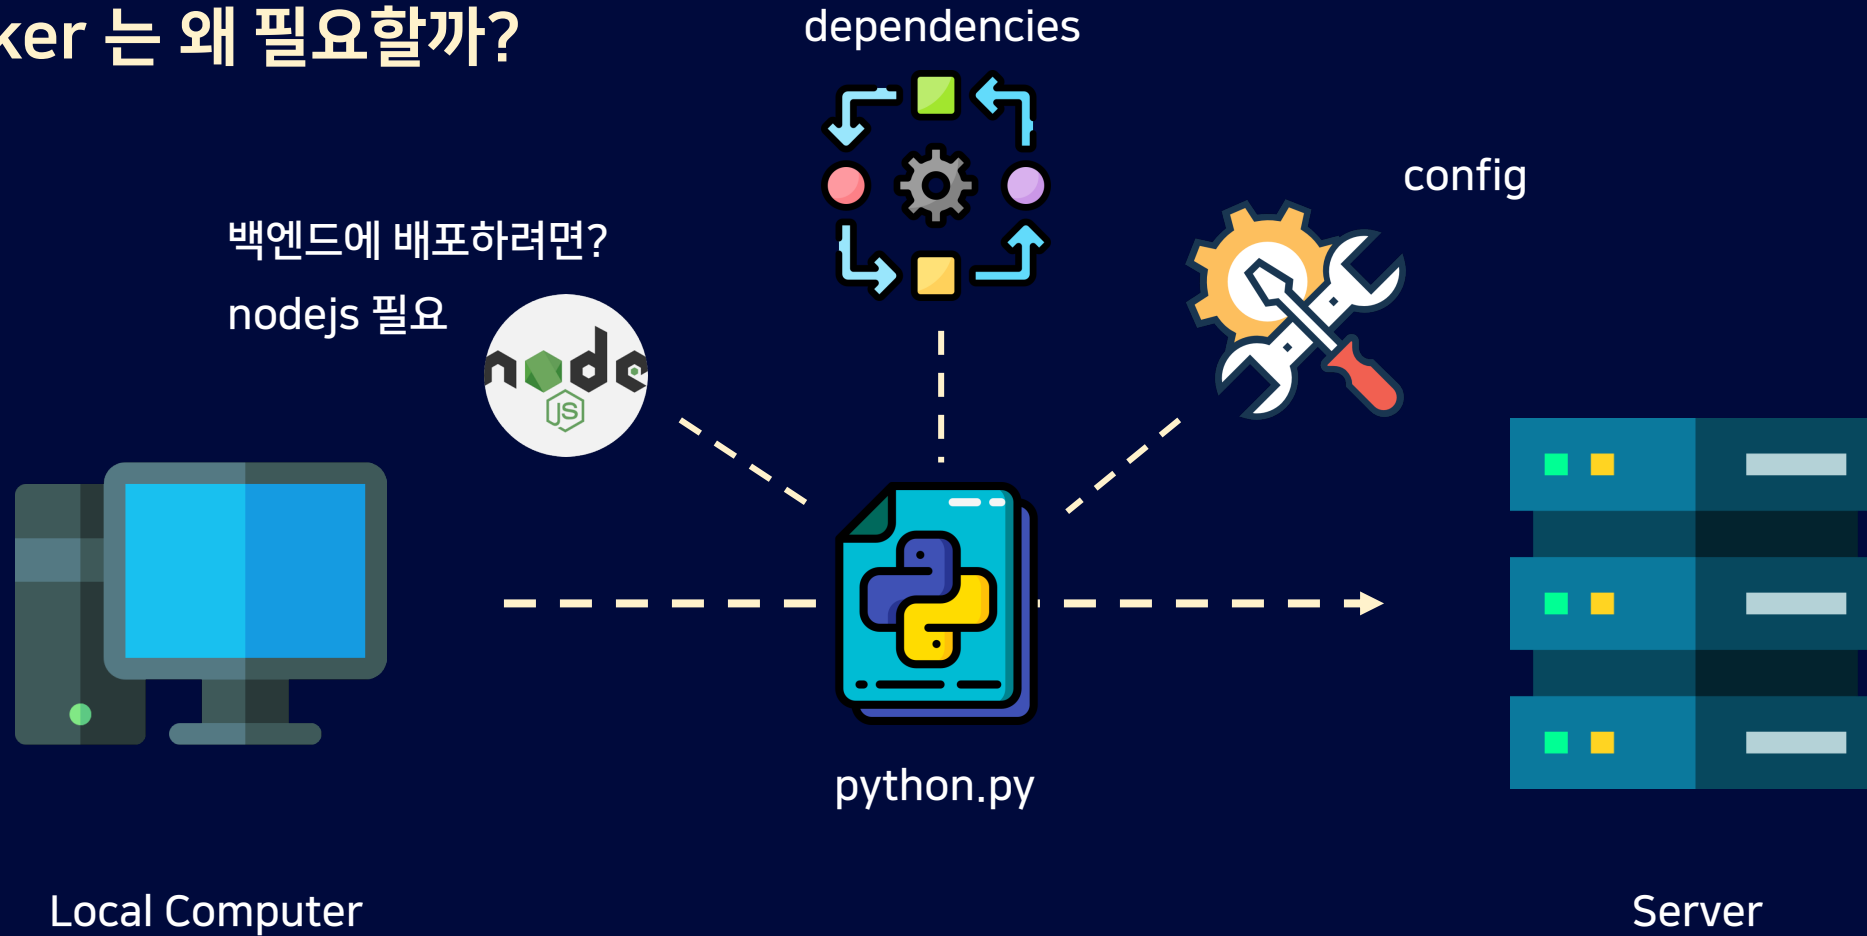 ker 는 왜 필요할까?
dependencies
config
백엔드에 배포하려면?
nodejs 필요
node
JS
python.py
Local Computer
Server